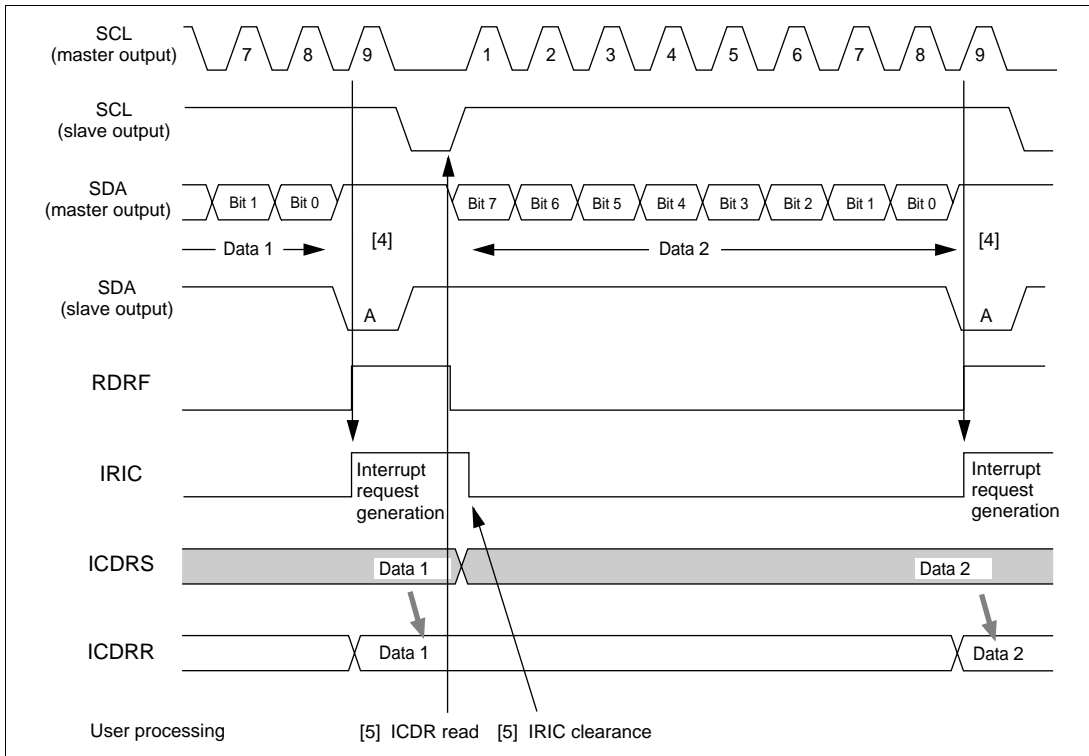 SCL
(master output)
7 8 9 1 2 3 4 5 6 7 8 9
SCL
(slave output)
SDA
(master output)
Bit 1 Bit 0 Bit 7 Bit 6 Bit 5 Bit 4 Bit 3 Bit 2 Bit 1 Bit 0
Data 1 [4] Data 2 [4]
SDA
(slave output)
A A
RDRF
IRIC
Interrupt
request
generation
Interrupt
request
generation
ICDRS
Data 1 Data 2
ICDRR
Data 1 Data 2
User processing [5] ICDR read [5] IRIC clearance